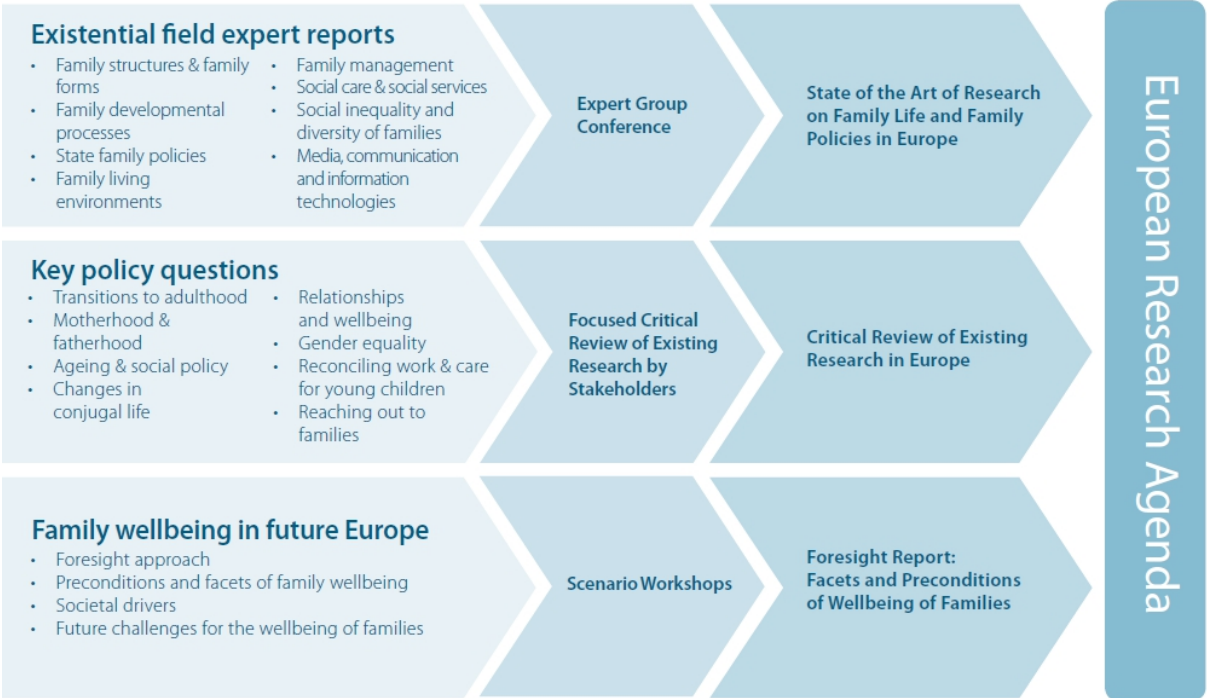 Existential field expert reports
• Family structures & family
forms
• Family developmental
processes
• State family policies
• Family living
environments
• Family management
• Social care & social services
• Social inequality and
diversity of families
• Media, communication
and information
technologies
Expert Group
Conference
State of the Art of Research
on Family Life and Family
Policies in Europe
Key policy questions
• Transitions to adulthood
• Motherhood &
fatherhood
• Ageing & social policy
• Changes in
conjugal life
• Relationships
and wellbeing
• Gender equality
• Reconciling work & care
for young children
• Reaching out to
families
Focused Critical
Review of Existing
Research by
Stakeholders
Critical Review of Existing
Research in Europe
Family wellbeing in future Europe
• Foresight approach
• Preconditions and facets of family wellbeing
• Societal drivers
• Future challenges for the wellbeing of families
Scenario Workshops
Foresight Report:
Facets and Preconditions
of Wellbeing of Families
European Research Agenda